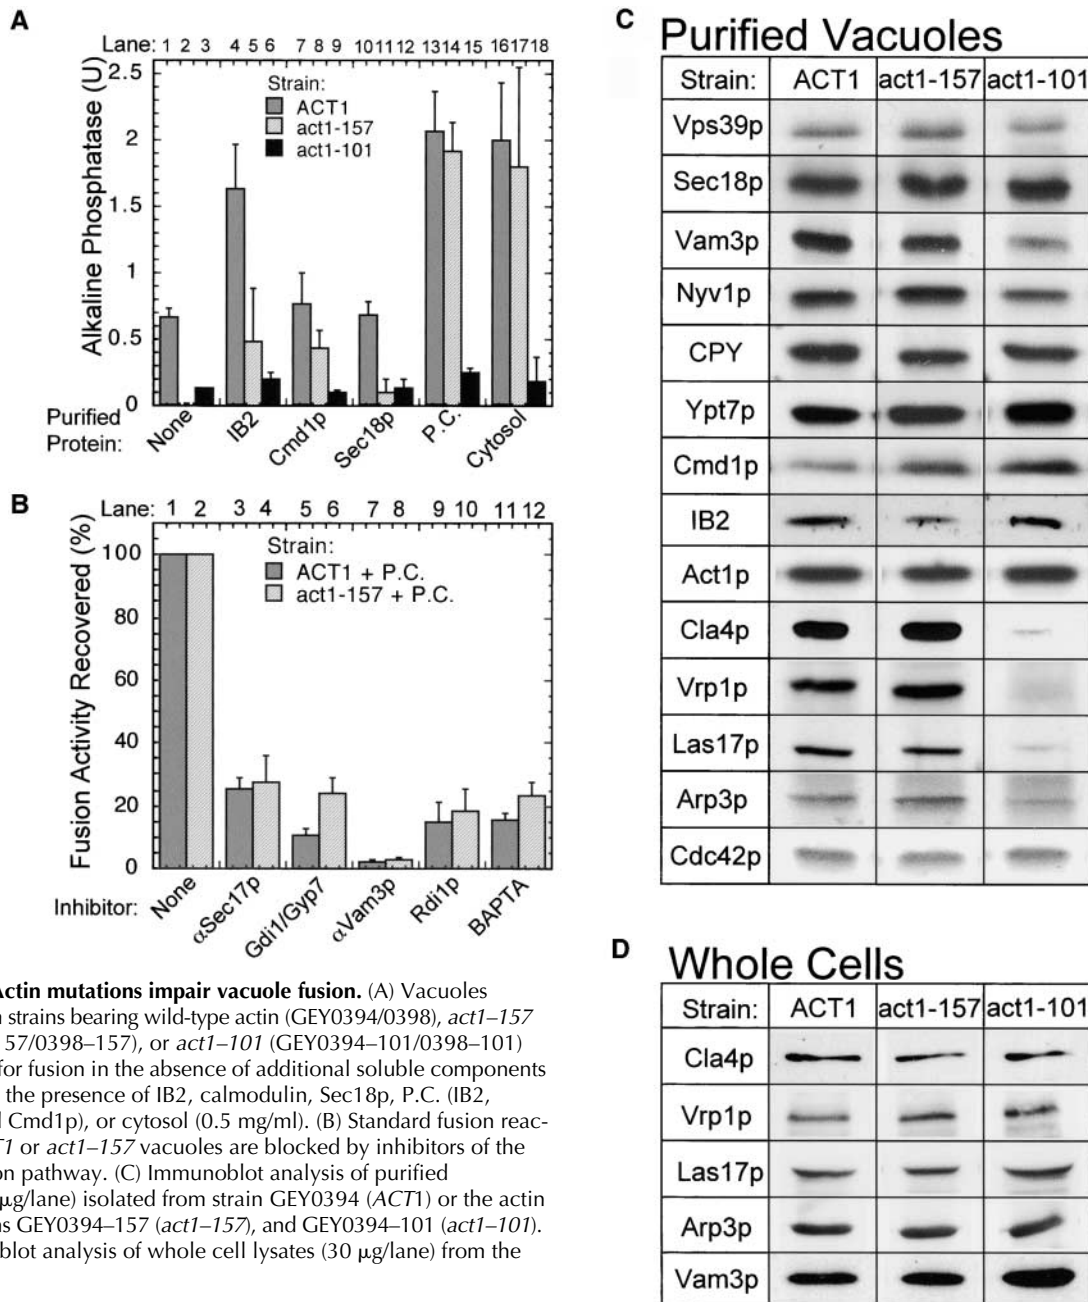 A
Lane: 1 2 3 4 5 6 7 8 9 10 11 12 13 14 15 16 17 18
Alkaline Phosphatase (U)
2.5
2
1.5
1
0.5
0
Strain:
ACT1
act1-157
act1-101
Purified
Protein:
None
IB2
Cmd1p
Sec18p
P.C.
Cytosol
B
Lane: 1 2 3 4 5 6 7 8 9 10 11 12
Fusion Activity Recovered (%)
100
80
60
40
20
0
Strain:
ACT1 + P.C.
act1-157 + P.C.
Inhibitor:
None
αSec17p
Gdi1/Gyp7
αVam3p
Rdi1p
BAPTA
Actin mutations impair vacuole fusion. (A) Vacuoles
strains bearing wild-type actin (GEY0394/0398), act1–157
57/0398–157), or act1–101 (GEY0394–101/0398–101)
for fusion in the absence of additional soluble components
the presence of IB2, calmodulin, Sec18p, P.C. (IB2,
Cmd1p), or cytosol (0.5 mg/ml). (B) Standard fusion reac-
or act1–157 vacuoles are blocked by inhibitors of the
pathway. (C) Immunoblot analysis of purified
μg/lane) isolated from strain GEY0394 (ACT1) or the actin
GEY0394–157 (act1–157), and GEY0394–101 (act1–101).
blot analysis of whole cell lysates (30 μg/lane) from the
C
Purified Vacuoles
Strain: ACT1 act1-157 act1-101
Vps39p
Sec18p
Vam3p
Nyv1p
CPY
Ypt7p
Cmd1p
IB2
Act1p
Cla4p
Vrp1p
Las17p
Arp3p
Cdc42p
D
Whole Cells
Strain: ACT1 act1-157 act1-101
Cla4p
Vrp1p
Las17p
Arp3p
Vam3p